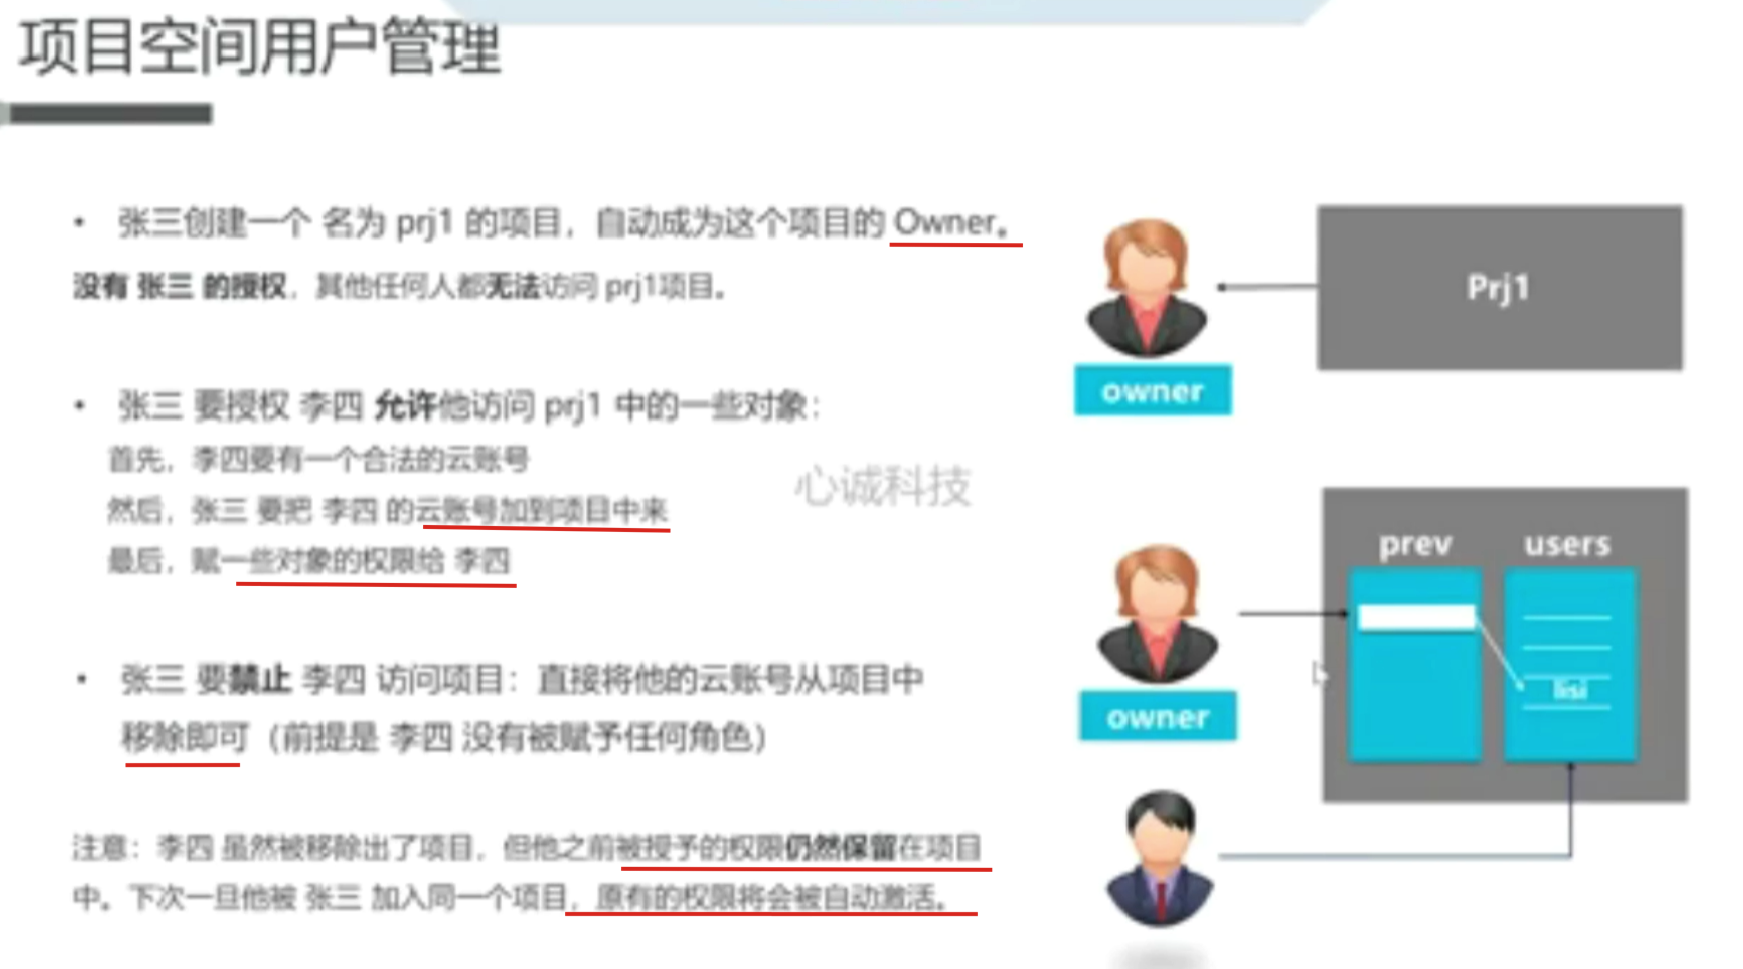 项目空间用户管理
• 张三创建一个 名为 prj1 的项目，自动成为这个项目的 Owner。
没有 张三 的授权，其他任何人都无法访问 prj1项目。
• 张三 要授权 李四 允许他访问 prj1 中的一些对象：
首先，李四要有一个合法的云账号
然后，张三 要把 李四 的云账号加到项目中来
最后，赋一些对象的权限给 李四
• 张三 要禁止 李四 访问项目：直接将他的云账号从项目中
移除即可（前提是 李四 没有被赋予任何角色）
注意：李四 虽然被移除出了项目，但他之前被授予的权限仍然保留在项目
中。下次一旦他被 张三 加入同一个项目，原有的权限将会被自动激活。
心诚科技
Prj1
owner
prev
users
lisi
owner